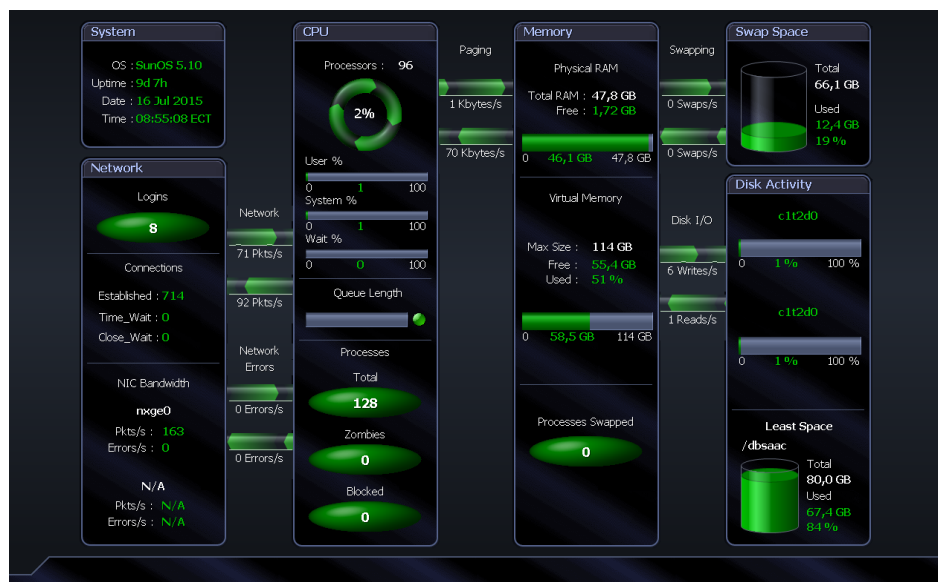 System
OS : SunOS 5.10
Uptime : 9d 7h
Date : 16 Jul 2015
Time : 08:55:08 ECT
Network
Logins
8
Connections
Established : 714
Time_Wait : 0
Close_Wait : 0
NIC Bandwidth
nxge0
Pkts/s : 163
Errors/s : 0
N/A
Pkts/s : N/A
Errors/s : N/A
Network
71 Pkts/s
92 Pkts/s
Network
Errors
0 Errors/s
0 Errors/s
CPU
Processors : 96
2%
User %
0 1 100
System %
0 1 100
Wait %
0 0 100
Queue Length
Processes
Total
128
Zombies
0
Blocked
0
Paging
1 Kbytes/s
70 Kbytes/s
Memory
Physical RAM
Total RAM : 47,8 GB
Free : 1,72 GB
0 46,1 GB 47,8 GB
Virtual Memory
Max Size : 114 GB
Free : 55,4 GB
Used : 51 %
0 58,5 GB 114 GB
Processes Swapped
0
Swapping
0 Swaps/s
0 Swaps/s
Disk I/O
6 Writes/s
1 Reads/s
Swap Space
Total
66,1 GB
Used
12,4 GB
19 %
Disk Activity
c1t2d0
0 1 % 100 %
c1t2d0
0 1 % 100 %
Least Space
/dbsaac
Total
80,0 GB
Used
67,4 GB
84 %